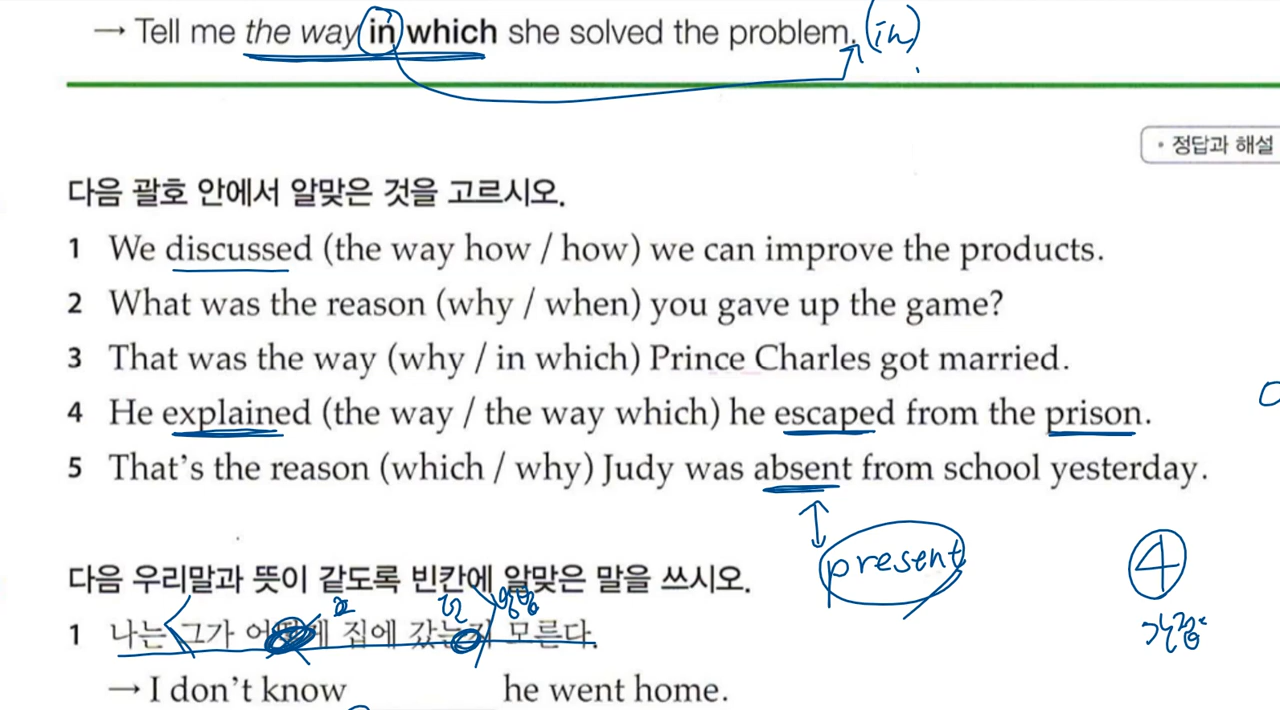 → Tell me the way in which she solved the problem. (in)
• 정답과 해설
다음 괄호 안에서 알맞은 것을 고르시오.
1 We discussed (the way how / how) we can improve the products.
2 What was the reason (why / when) you gave up the game?
3 That was the way (why / in which) Prince Charles got married.
4 He explained (the way / the way which) he escaped from the prison.
5 That's the reason (which / why) Judy was absent from school yesterday.
present
④
다음 우리말과 뜻이 같도록 빈칸에 알맞은 말을 쓰시오.
1 나는 그가 어떻게 집에 갔는지 모른다.
→ I don't know he went home.